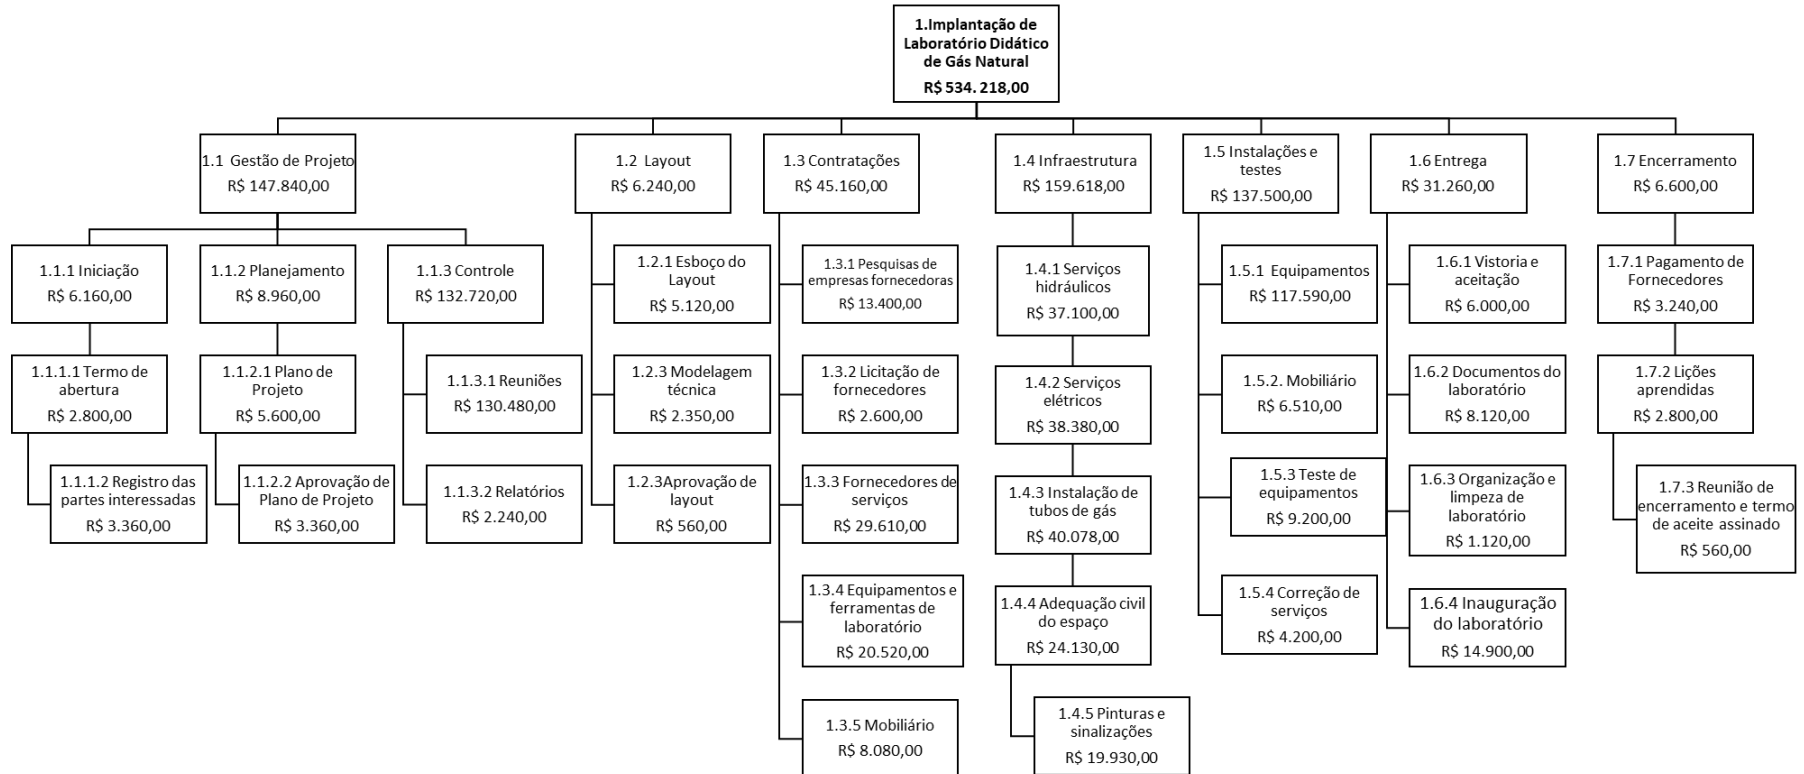 1.Implantação de
Laboratório Didático
de Gás Natural
R$ 534. 218,00
1.1 Gestão de Projeto
R$ 147.840,00
1.1.1 Iniciação
R$ 6.160,00
1.1.1.1 Termo de
abertura
R$ 2.800,00
1.1.1.2 Registro das
partes interessadas
R$ 3.360,00
1.1.2 Planejamento
R$ 8.960,00
1.1.2.1 Plano de
Projeto
R$ 5.600,00
1.1.2.2 Aprovação de
Plano de Projeto
R$ 3.360,00
1.1.3 Controle
R$ 132.720,00
1.1.3.1 Reuniões
R$ 130.480,00
1.1.3.2 Relatórios
R$ 2.240,00
1.2 Layout
R$ 6.240,00
1.2.1 Esboço do
Layout
R$ 5.120,00
1.2.3 Modelagem
técnica
R$ 2.350,00
1.2.3Aprovação de
layout
R$ 560,00
1.3 Contratações
R$ 45.160,00
1.3.1 Pesquisas de
empresas fornecedoras
R$ 13.400,00
1.3.2 Licitação de
fornecedores
R$ 2.600,00
1.3.3 Fornecedores de
serviços
R$ 29.610,00
1.3.4 Equipamentos e
ferramentas de
laboratório
R$ 20.520,00
1.3.5 Mobiliário
R$ 8.080,00
1.4 Infraestrutura
R$ 159.618,00
1.4.1 Serviços
hidráulicos
R$ 37.100,00
1.4.2 Serviços
elétricos
R$ 38.380,00
1.4.3 Instalação de
tubos de gás
R$ 40.078,00
1.4.4 Adequação civil
do espaço
R$ 24.130,00
1.4.5 Pinturas e
sinalizações
R$ 19.930,00
1.5 Instalações e
testes
R$ 137.500,00
1.5.1 Equipamentos
R$ 117.590,00
1.5.2. Mobiliário
R$ 6.510,00
1.5.3 Teste de
equipamentos
R$ 9.200,00
1.5.4 Correção de
serviços
R$ 4.200,00
1.6 Entrega
R$ 31.260,00
1.6.1 Vistoria e
aceitação
R$ 6.000,00
1.6.2 Documentos do
laboratório
R$ 8.120,00
1.6.3 Organização e
limpeza de
laboratório
R$ 1.120,00
1.6.4 Inauguração
do laboratório
R$ 14.900,00
1.7 Encerramento
R$ 6.600,00
1.7.1 Pagamento de
Fornecedores
R$ 3.240,00
1.7.2 Lições
aprendidas
R$ 2.800,00
1.7.3 Reunião de
encerramento e termo
de aceite assinado
R$ 560,00